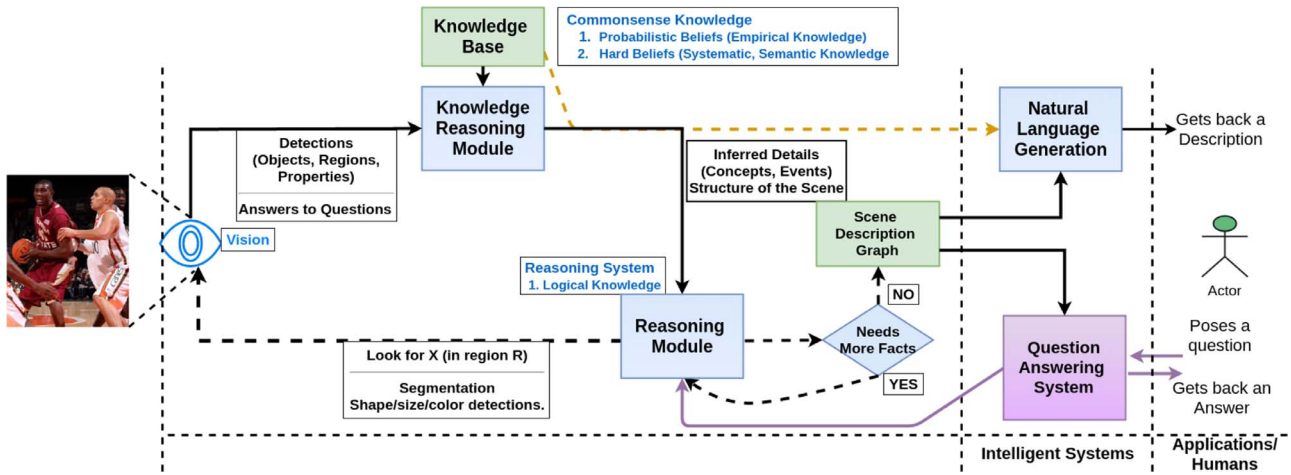 Knowledge
Base
Commonsense Knowledge
1. Probabilistic Beliefs (Empirical Knowledge)
2. Hard Beliefs (Systematic, Semantic Knowledge
Knowledge
Reasoning
Module
Natural
Language
Generation
Gets back a
Description
Detections
(Objects, Regions,
Properties)
Answers to Questions
Inferred Details
(Concepts, Events)
Structure of the Scene
Vision
Scene
Description
Graph
Reasoning System
1. Logical Knowledge
NO
Actor
Reasoning
Module
Needs
More Facts
YES
Look for X (in region R)
Segmentation
Shape/size/color detections.
Question
Answering
System
Poses a
question
Gets back an
Answer
Intelligent Systems
Applications/
Humans